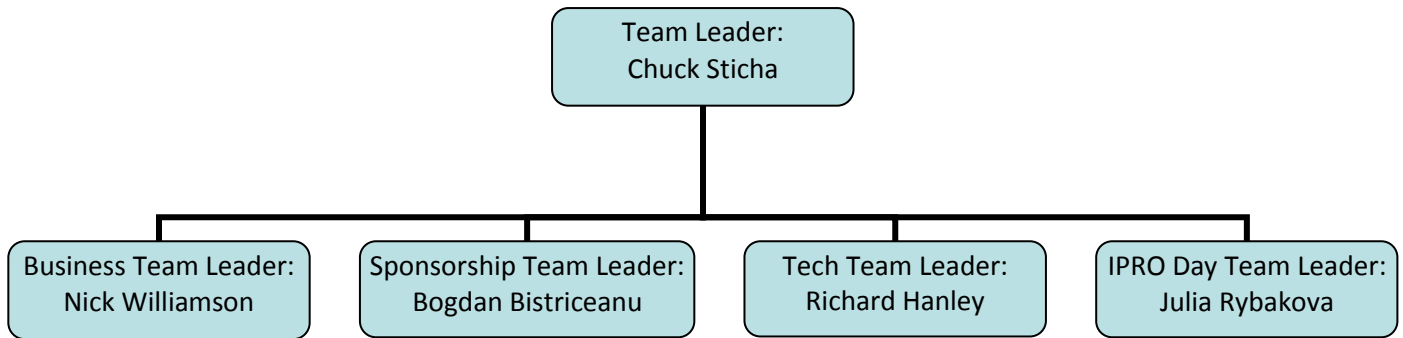 Team Leader:
Chuck Sticha
Business Team Leader:
Nick Williamson
Sponsorship Team Leader:
Bogdan Bistriceanu
Tech Team Leader:
Richard Hanley
IPRO Day Team Leader:
Julia Rybakova